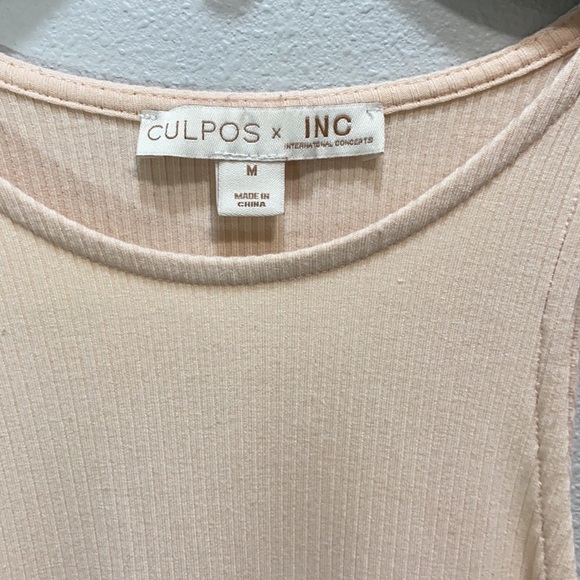 CULPOS x INC
INTERNATIONAL CONCEPTS
M
MADE IN
CHINA